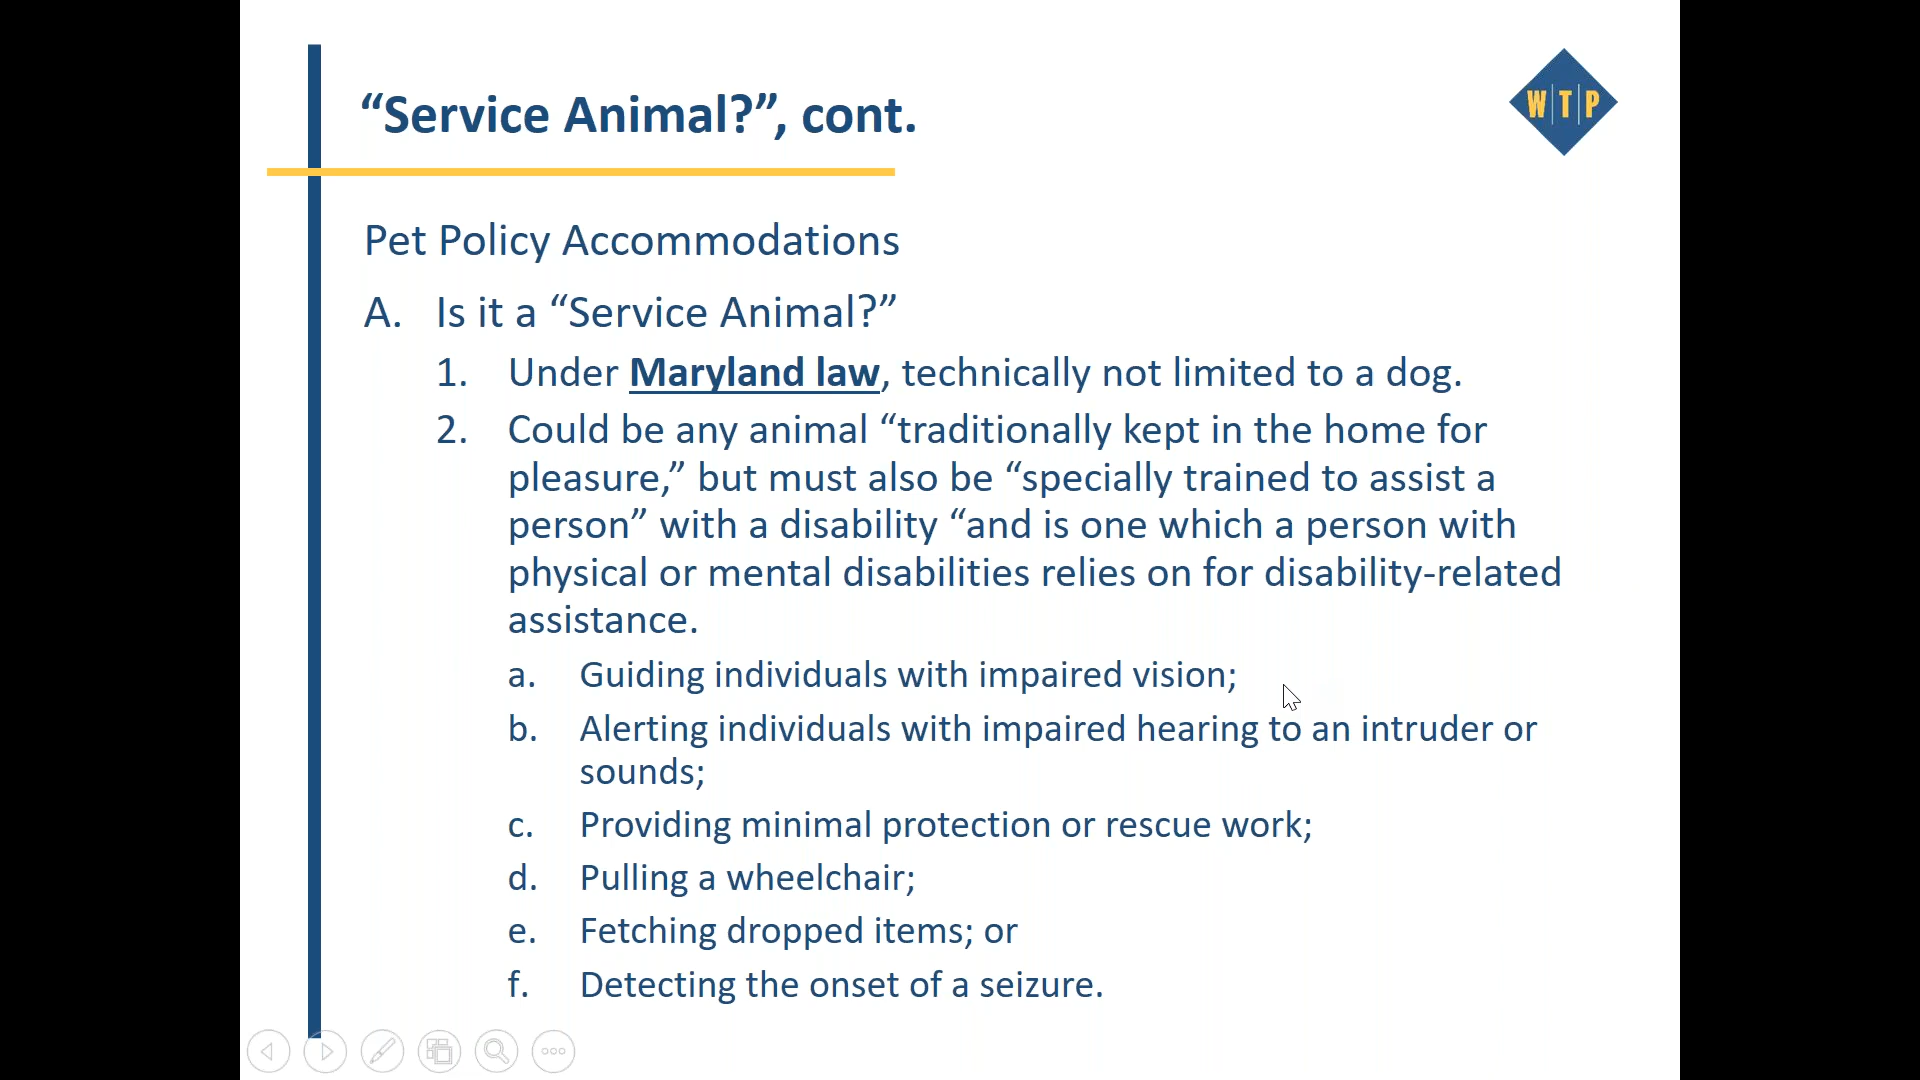 “Service Animal?”, cont.
W|T|P
Pet Policy Accommodations
A. Is it a “Service Animal?”
1. Under Maryland law, technically not limited to a dog.
2. Could be any animal “traditionally kept in the home for
pleasure,” but must also be “specially trained to assist a
person” with a disability “and is one which a person with
physical or mental disabilities relies on for disability-related
assistance.
a. Guiding individuals with impaired vision;
b. Alerting individuals with impaired hearing to an intruder or
sounds;
c. Providing minimal protection or rescue work;
d. Pulling a wheelchair;
e. Fetching dropped items; or
f. Detecting the onset of a seizure.